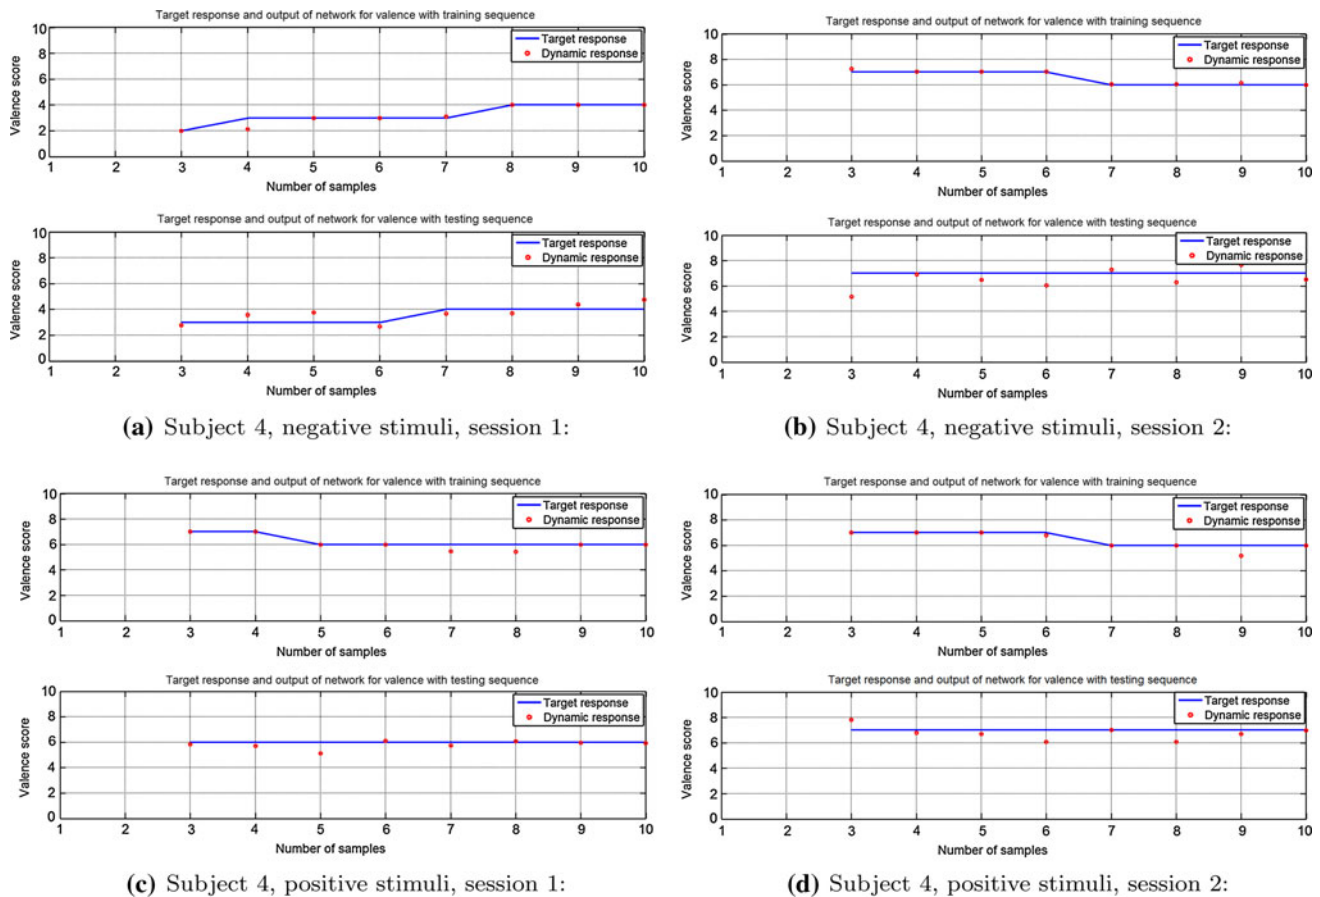 Target response and output of network for valence with training sequence
10
8
6
4
2
0
Valence score
Target response
Dynamic response
1 2 3 4 5 6 7 8 9 10
Number of samples
Target response and output of network for valence with testing sequence
10
8
6
4
2
0
Valence score
Target response
Dynamic response
1 2 3 4 5 6 7 8 9 10
Number of samples
(a) Subject 4, negative stimuli, session 1:
Target response and output of network for valence with training sequence
10
8
6
4
2
0
Valence score
Target response
Dynamic response
1 2 3 4 5 6 7 8 9 10
Number of samples
Target response and output of network for valence with testing sequence
10
8
6
4
2
0
Valence score
Target response
Dynamic response
1 2 3 4 5 6 7 8 9 10
Number of samples
(b) Subject 4, negative stimuli, session 2:
Target response and output of network for valence with training sequence
10
8
6
4
2
0
Valence score
Target response
Dynamic response
1 2 3 4 5 6 7 8 9 10
Number of samples
Target response and output of network for valence with testing sequence
10
8
6
4
2
0
Valence score
Target response
Dynamic response
1 2 3 4 5 6 7 8 9 10
Number of samples
(c) Subject 4, positive stimuli, session 1:
Target response and output of network for valence with training sequence
10
8
6
4
2
0
Valence score
Target response
Dynamic response
1 2 3 4 5 6 7 8 9 10
Number of samples
Target response and output of network for valence with testing sequence
10
8
6
4
2
0
Valence score
Target response
Dynamic response
1 2 3 4 5 6 7 8 9 10
Number of samples
(d) Subject 4, positive stimuli, session 2: